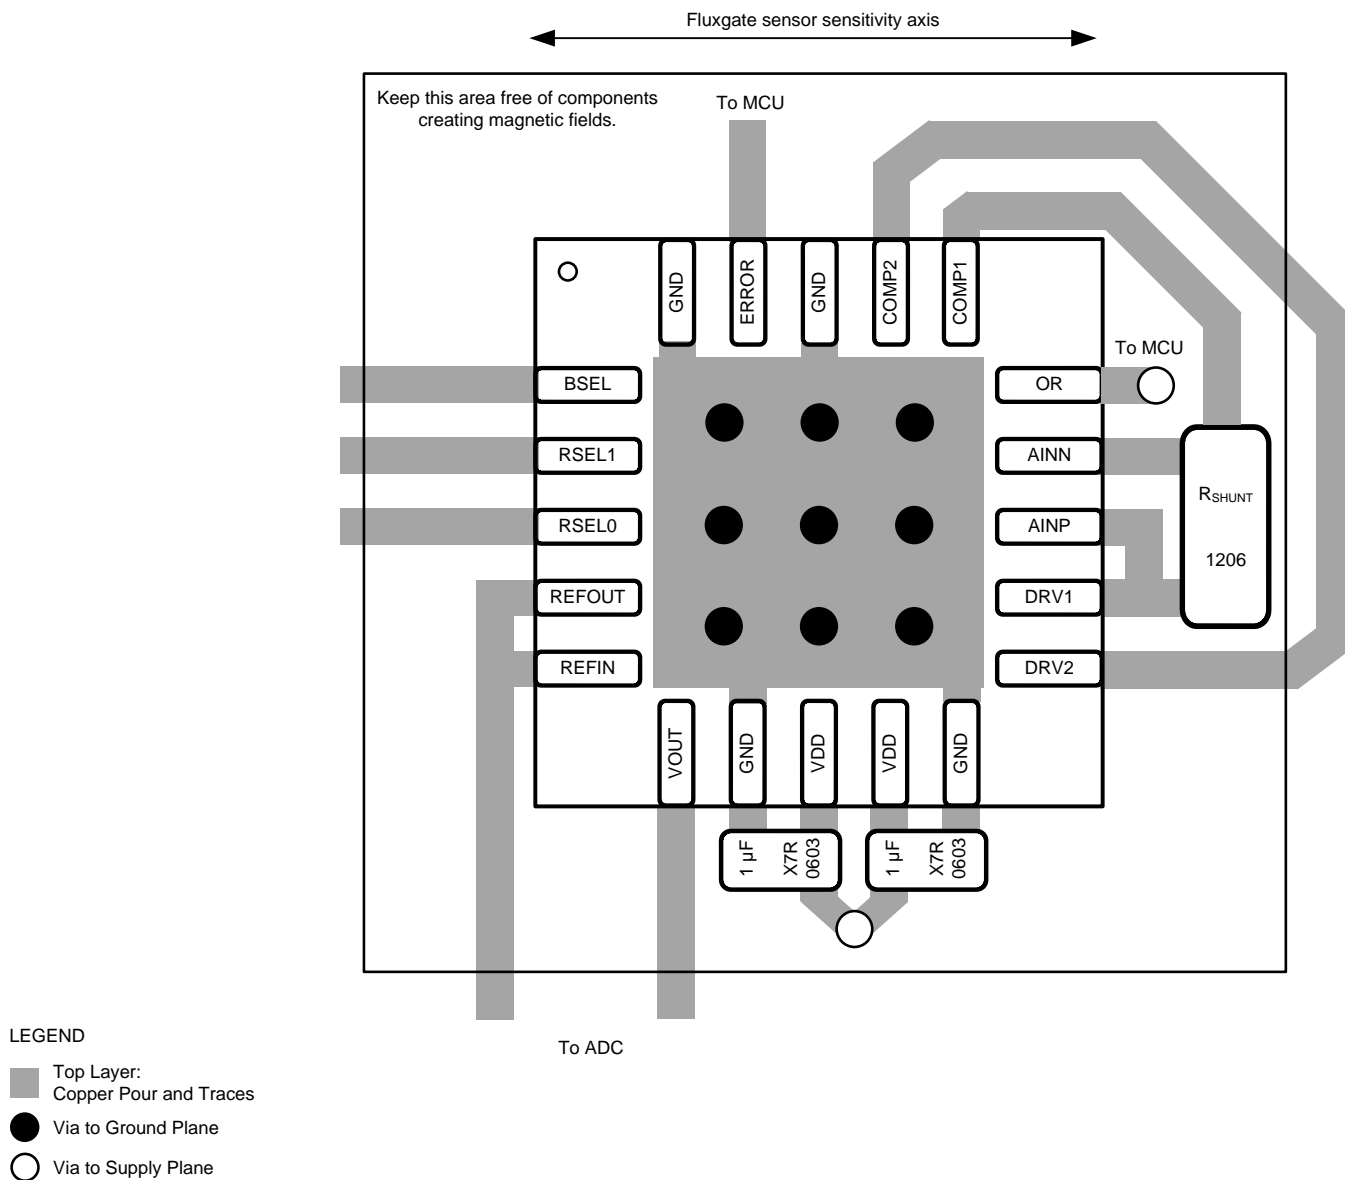 Fluxgate sensor sensitivity axis
Keep this area free of components
creating magnetic fields.
To MCU
GND
ERROR
GND
COMP2
COMP1
To MCU
BSEL
OR
RSEL1
AINN
RSHUNT
RSEL0
AINP
1206
REFOUT
DRV1
REFIN
DRV2
VOUT
GND
VDD
VDD
GND
1 µF
X7R
0603
1 µF
X7R
0603
To ADC
LEGEND
Top Layer:
Copper Pour and Traces
Via to Ground Plane
Via to Supply Plane